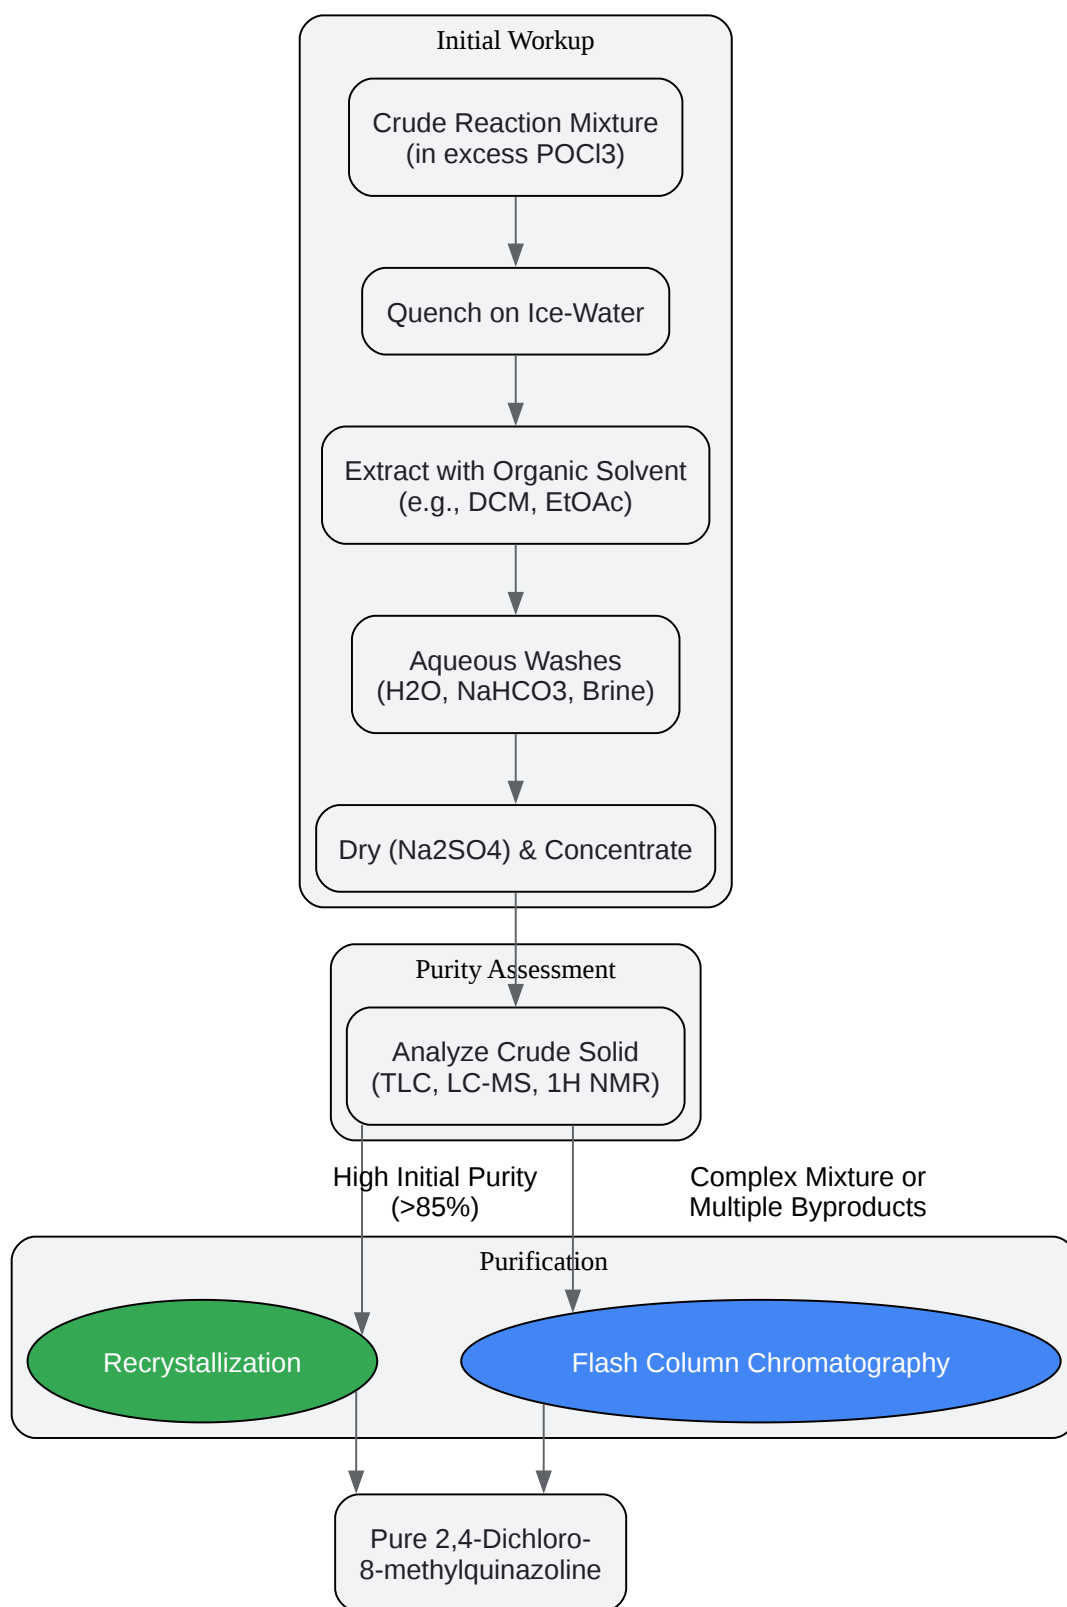 Initial Workup
Crude Reaction Mixture
(in excess POCl3)
Quench on Ice-Water
Extract with Organic Solvent
(e.g., DCM, EtOAc)
Aqueous Washes
(H2O, NaHCO3, Brine)
Dry (Na2SO4) & Concentrate
Purity Assessment
Analyze Crude Solid
(TLC, LC-MS, 1H NMR)
High Initial Purity
(>85%)
Complex Mixture or
Multiple Byproducts
Purification
Recrystallization
Flash Column Chromatography
Pure 2,4-Dichloro-
8-methylquinazoline